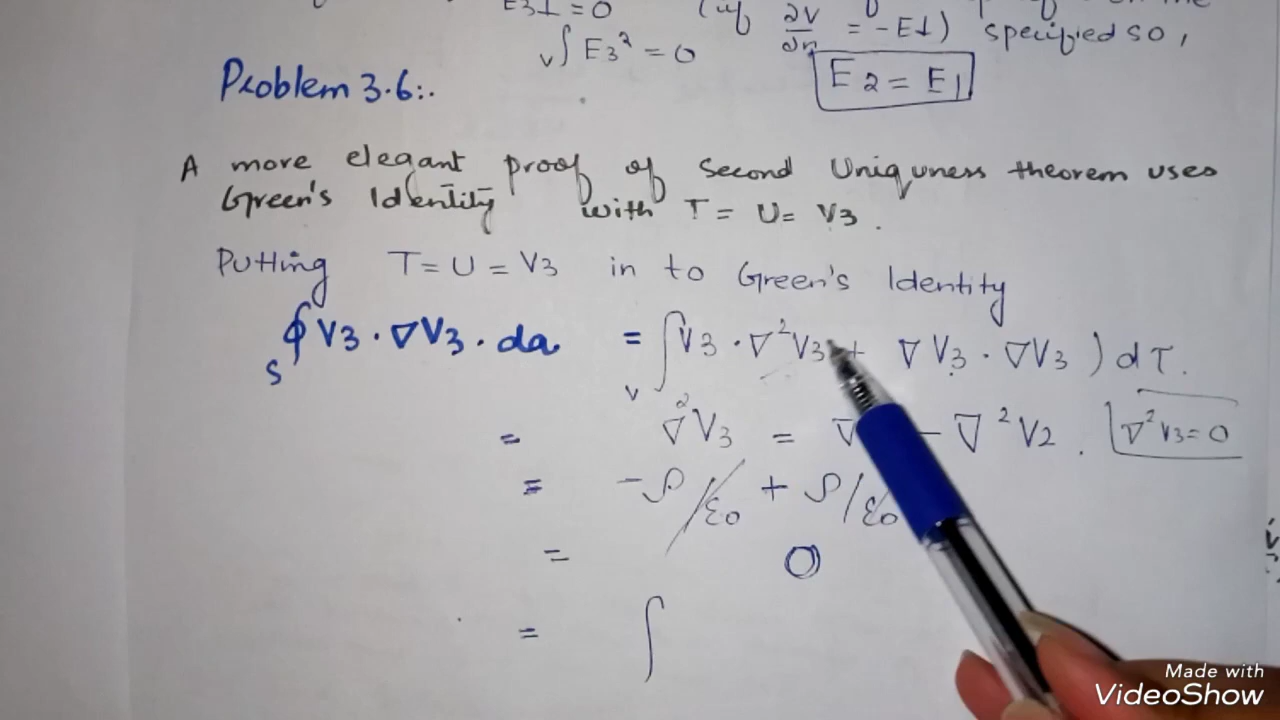 E3⊥ = 0 (if ∂V/∂n = -E⊥) specified so,
v∫ E3² = 0
E2 = E1
Problem 3.6:.
A more elegant proof of Second Uniquness theorem uses
Green's Identity with T = U = V3.
Putting T = U = V3 in to Green's Identity
∮S V3 · ∇V3 · da = ∫V V3 · ∇²V3 + ∇V3 · ∇V3 ) dτ.
= ∇²V3 = ∇ - ∇²V2 . ∇²V3 = 0
= -ρ/ε0 + ρ/ε0
= 0
= ∫
Made with
VideoShow